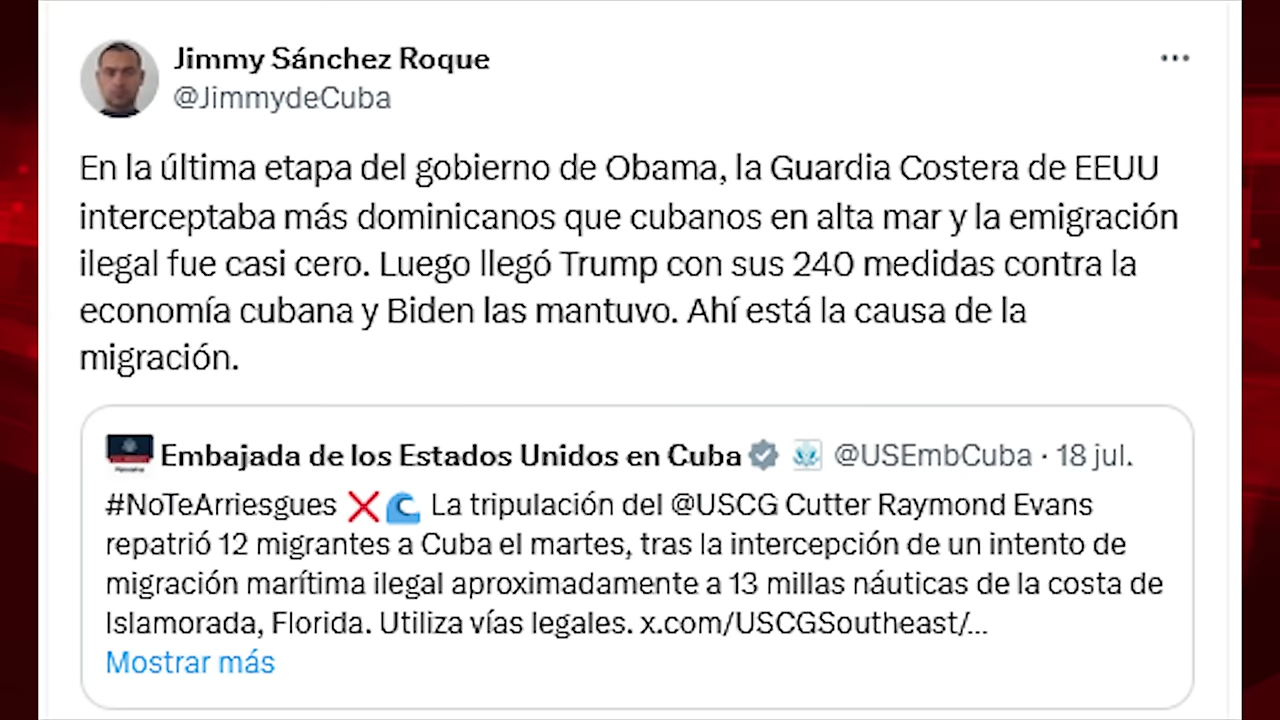 Jimmy Sánchez Roque
@JimmydeCuba
En la última etapa del gobierno de Obama, la Guardia Costera de EEUU
interceptaba más dominicanos que cubanos en alta mar y la emigración
ilegal fue casi cero. Luego llegó Trump con sus 240 medidas contra la
economía cubana y Biden las mantuvo. Ahí está la causa de la
migración.
Embajada de los Estados Unidos en Cuba @USEmbCuba · 18 jul.
#NoTeArriesgues ❌🌊 La tripulación del @USCG Cutter Raymond Evans
repatrió 12 migrantes a Cuba el martes, tras la intercepción de un intento de
migración marítima ilegal aproximadamente a 13 millas náuticas de la costa de
Islamorada, Florida. Utiliza vías legales. x.com/USCGSoutheast/...
Mostrar más